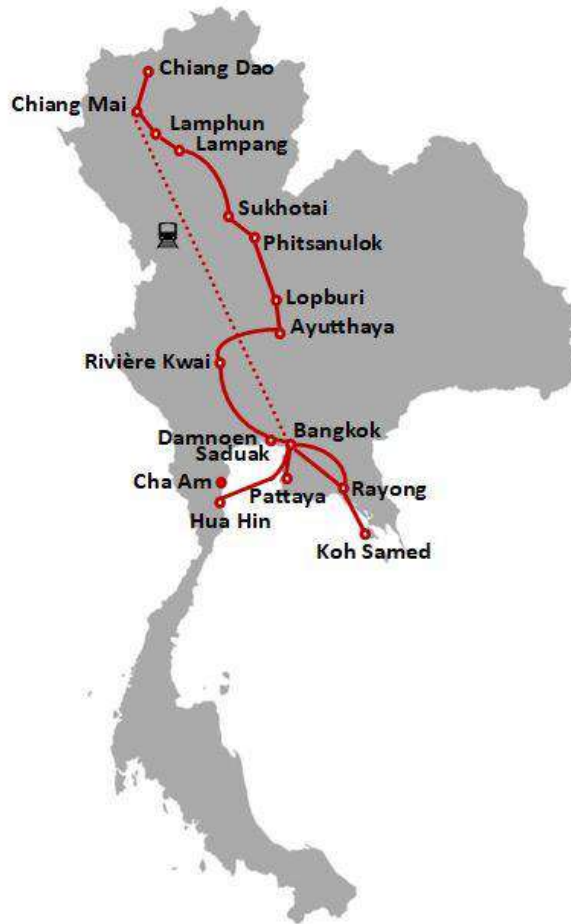 Chiang Dao
Chiang Mai
Lamphun
Lampang
Sukhotai
Phitsanulok
Lopburi
Ayutthaya
Rivière Kwai
Bangkok
Damnoen
Saduak
Cha Am
Pattaya
Rayong
Hua Hin
Koh Samed